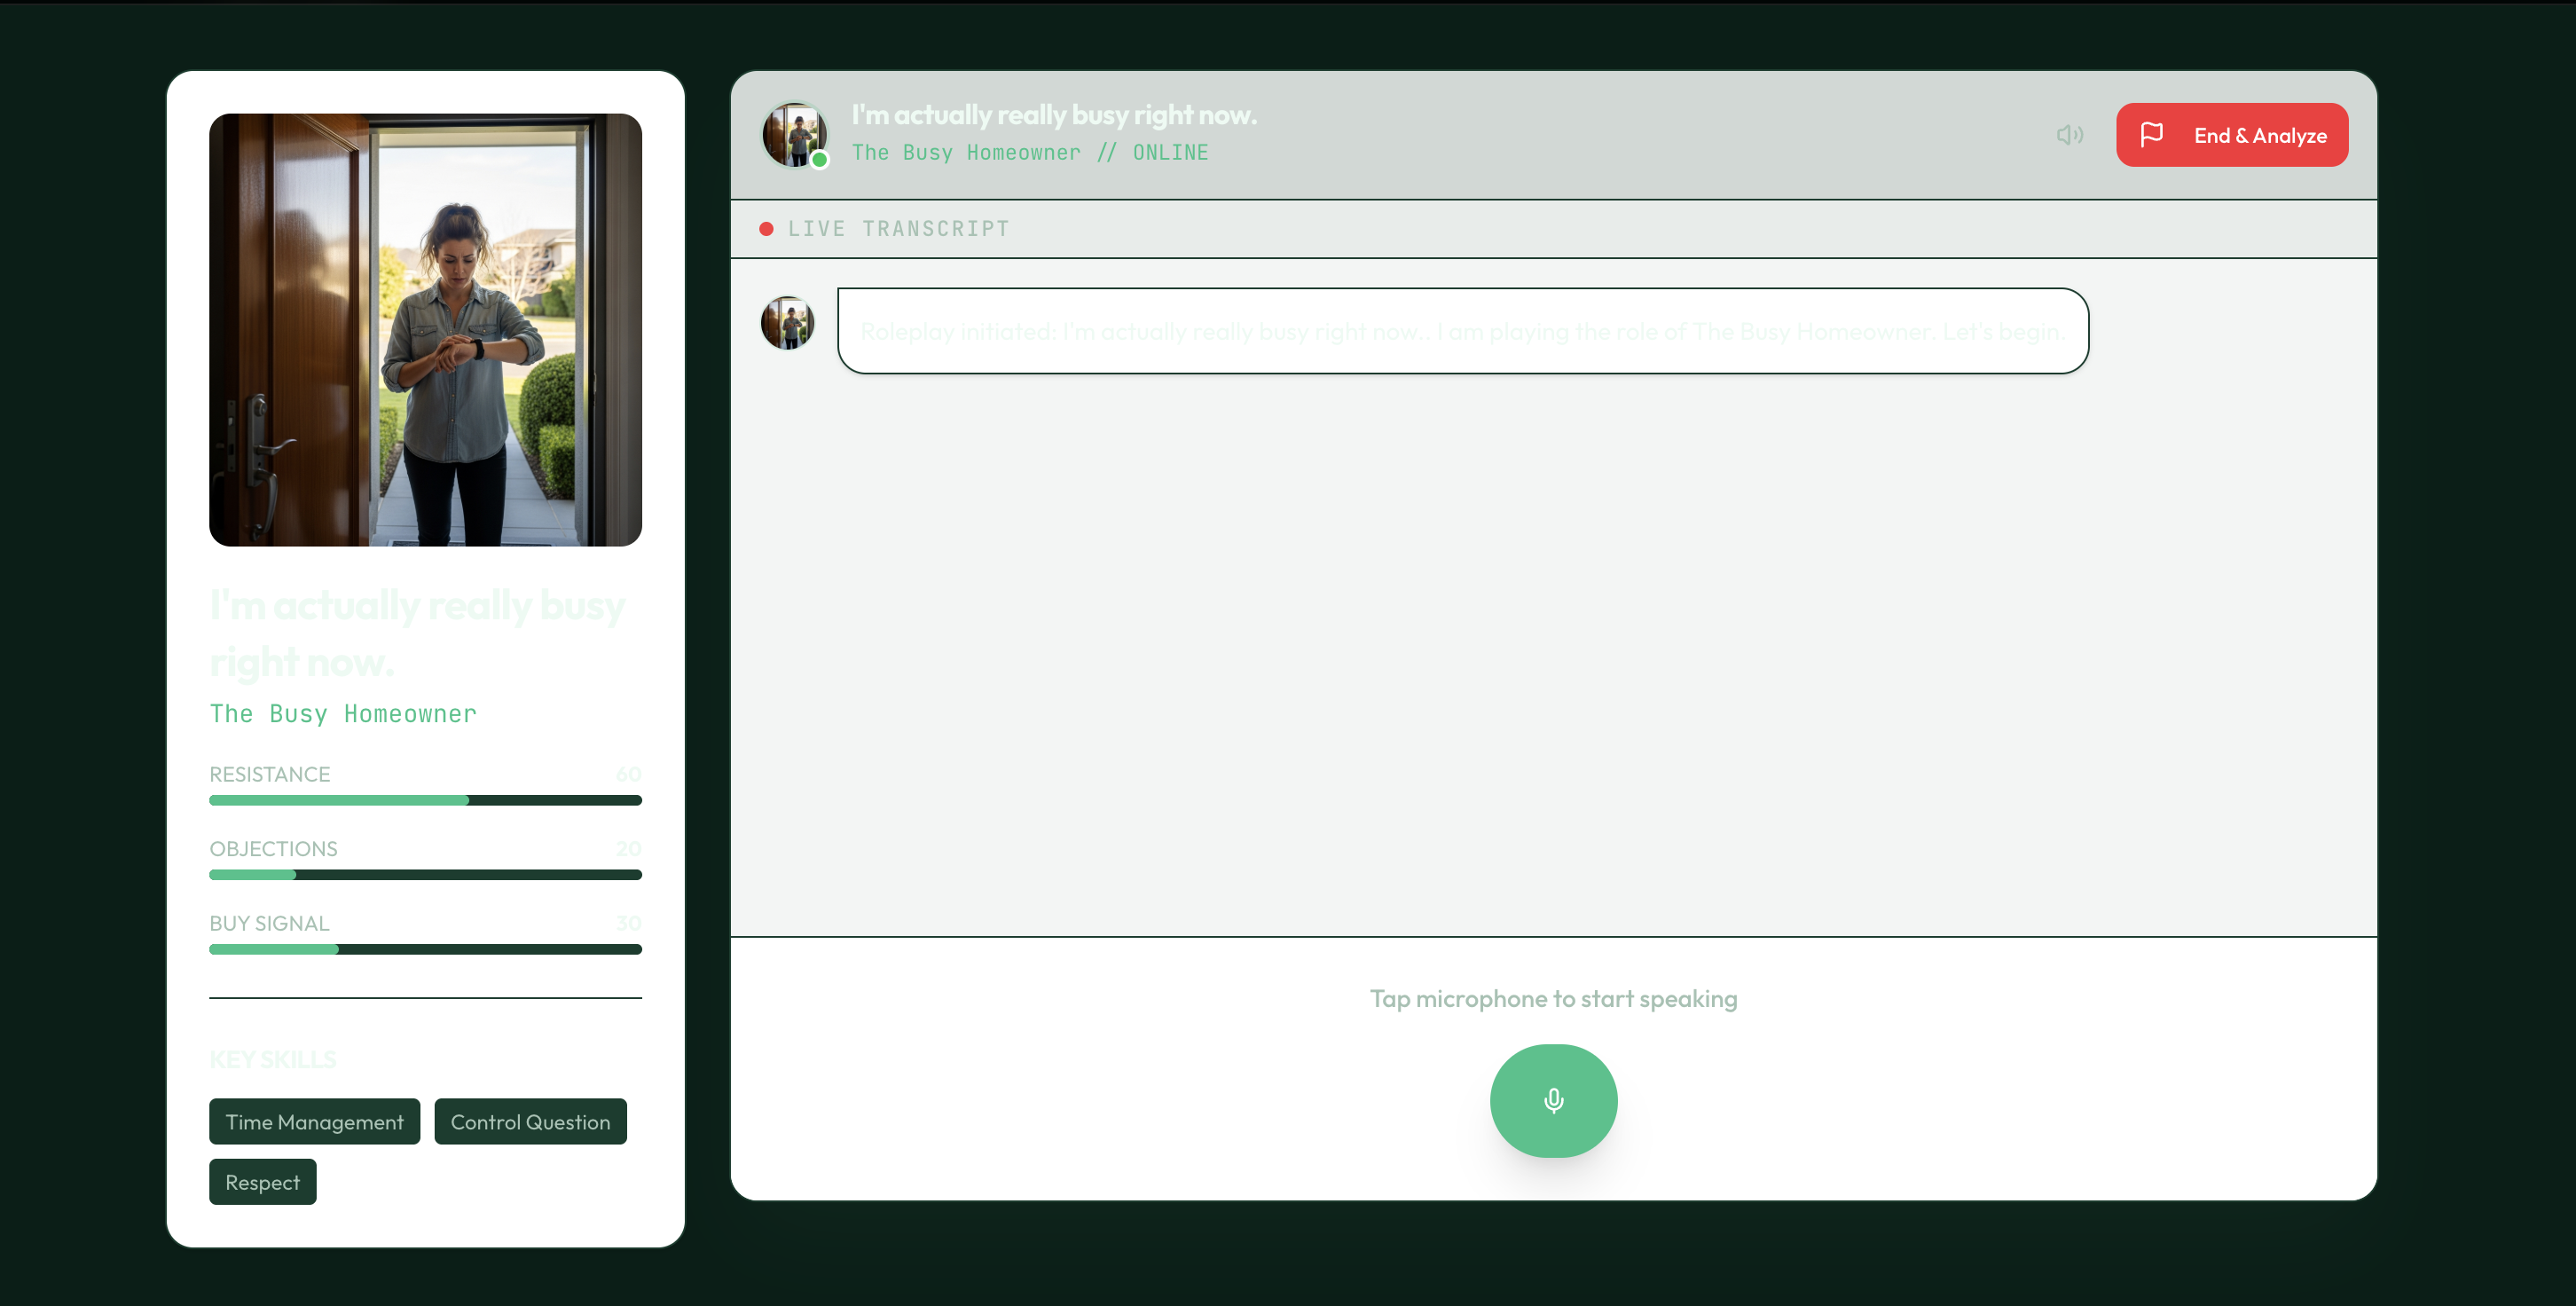 I'm actually really busy
right now.
The Busy Homeowner
RESISTANCE 60
OBJECTIONS 20
BUY SIGNAL 30
KEY SKILLS
Time Management Control Question
Respect
I'm actually really busy right now.
The Busy Homeowner // ONLINE
End & Analyze
LIVE TRANSCRIPT
Roleplay initiated: I'm actually really busy right now.. I am playing the role of The Busy Homeowner. Let's begin.
Tap microphone to start speaking